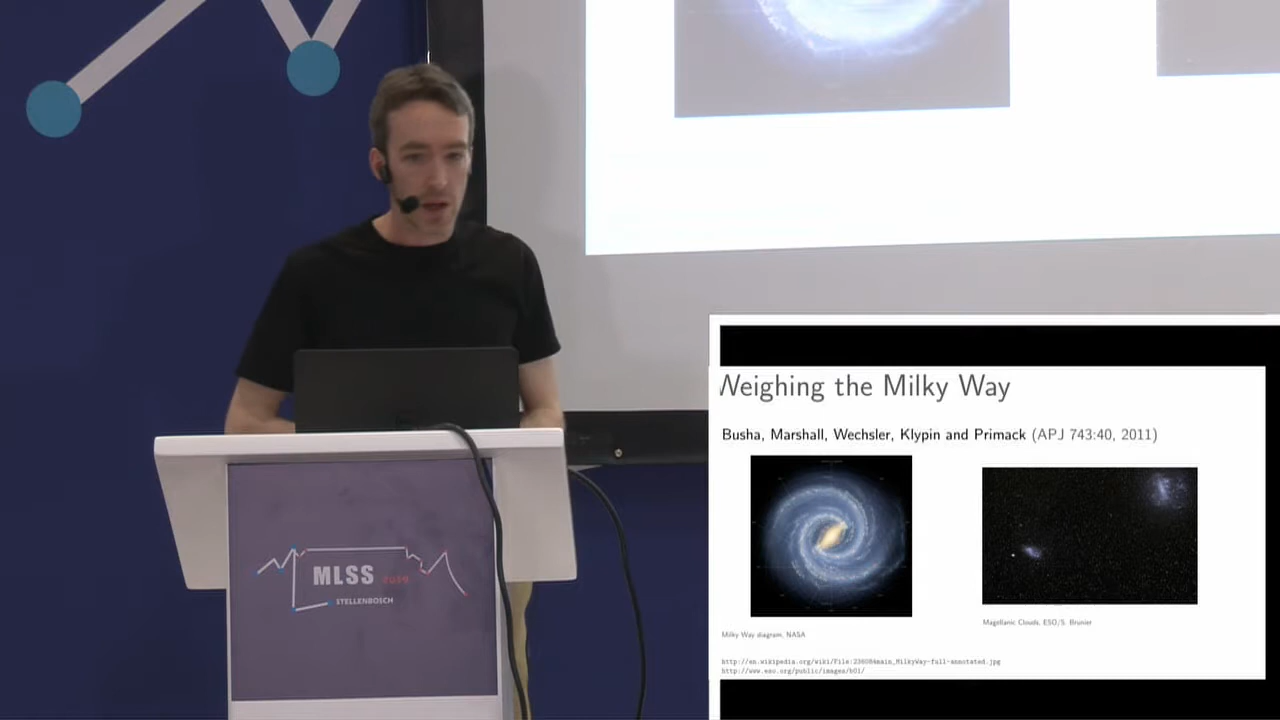 MLSS 2019
STELLENBOSCH
Weighing the Milky Way
Busha, Marshall, Wechsler, Klypin and Primack (APJ 743:40, 2011)
Magellanic Clouds, ESO/S. Brunier
Milky Way diagram, NASA
http://en.wikipedia.org/wiki/File:236084main_MilkyWay-full-annotated.jpg
http://www.eso.org/public/images/b01/